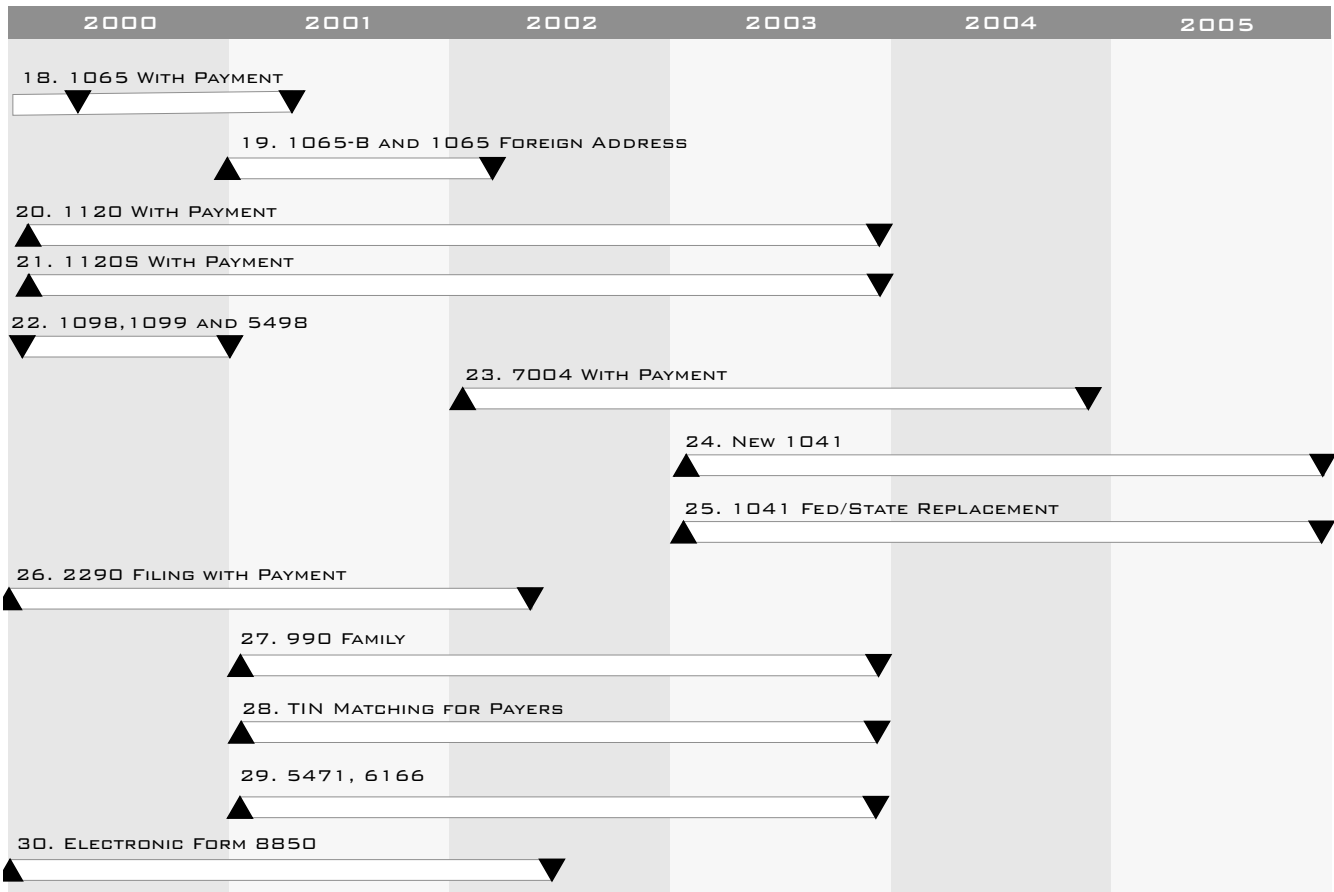 2000 2001 2002 2003 2004 2005
18. 1065 With Payment
19. 1065-B and 1065 Foreign Address
20. 1120 With Payment
21. 1120S With Payment
22. 1098,1099 and 5498
23. 7004 With Payment
24. New 1041
25. 1041 Fed/State Replacement
26. 2290 Filing with Payment
27. 990 Family
28. TIN Matching for Payers
29. 5471, 6166
30. Electronic Form 8850